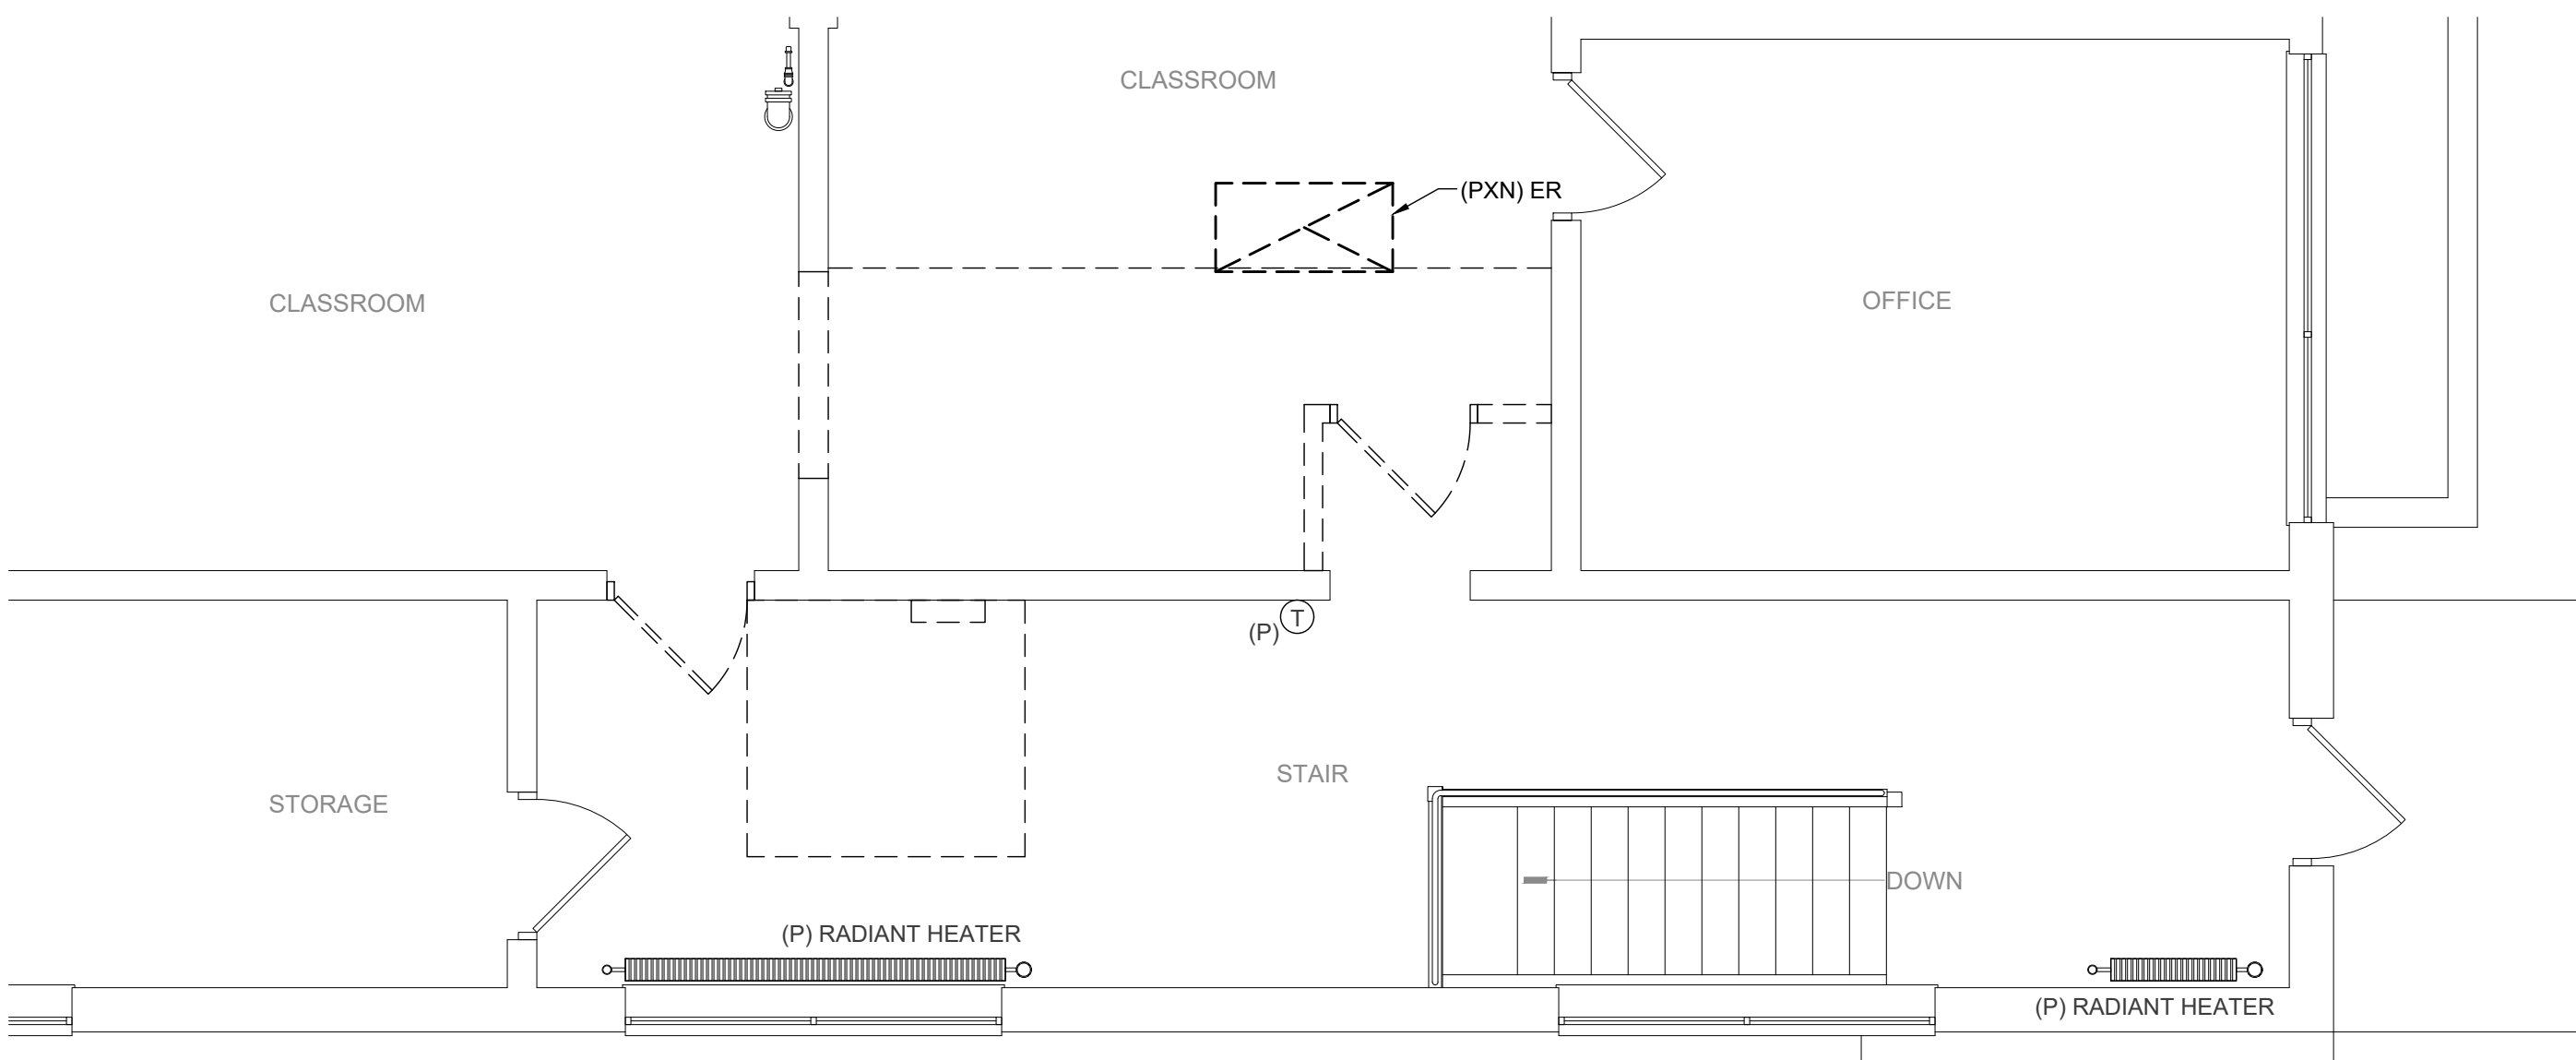 CLASSROOM
(PXN) ER
CLASSROOM
OFFICE
T
(P)
STAIR
STORAGE
DOWN
(P) RADIANT HEATER
(P) RADIANT HEATER